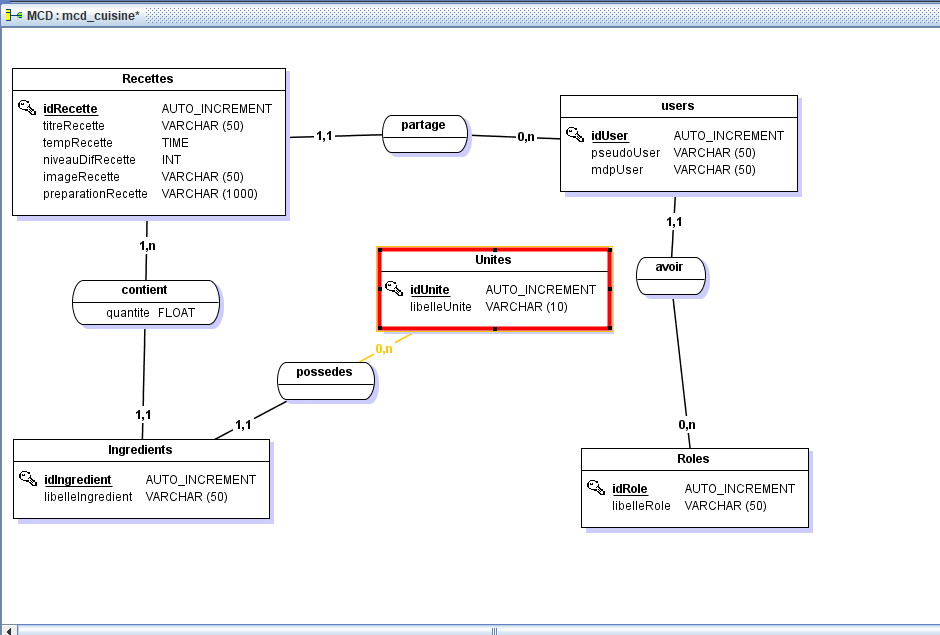 MCD : mcd_cuisine*
Recettes
idRecette AUTO_INCREMENT
titreRecette VARCHAR (50)
tempRecette TIME
niveauDifRecette INT
imageRecette VARCHAR (50)
preparationRecette VARCHAR (1000)
1,1
partage
0,n
users
idUser AUTO_INCREMENT
pseudoUser VARCHAR (50)
mdpUser VARCHAR (50)
1,n
1,1
contient
quantite FLOAT
Unites
idUnite AUTO_INCREMENT
libelleUnite VARCHAR (10)
avoir
0,n
possedes
1,1
1,1
0,n
Ingredients
idIngredient AUTO_INCREMENT
libelleIngredient VARCHAR (50)
Roles
idRole AUTO_INCREMENT
libelleRole VARCHAR (50)